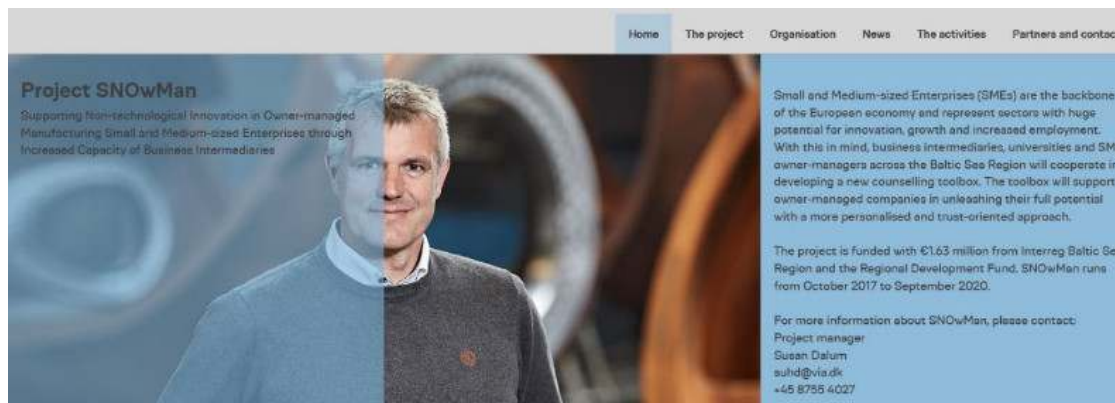 Home The project Organisation News The activities Partners and contac
Project SNOwMan
Supporting Non-technological Innovation in Owner-managed
Manufacturing Small and Medium-sized Enterprises through
Increased Capacity of Business Intermediaries
Small and Medium-sized Enterprises (SMEs) are the backbone
of the European economy and represent sectors with huge
potential for innovation, growth and increased employment.
With this in mind, business intermediaries, universities and SM
owner-managers across the Baltic Sea Region will cooperate in
developing a new counselling toolbox. The toolbox will support
owner-managed companies in unleashing their full potential
with a more personalised and trust-oriented approach.
The project is funded with €1.63 million from Interreg Baltic Se
Region and the Regional Development Fund. SNOwMan runs
from October 2017 to September 2020.
For more information about SNOwMan, please contact:
Project manager
Susan Dalum
suhd@via.dk
+45 8755 4027